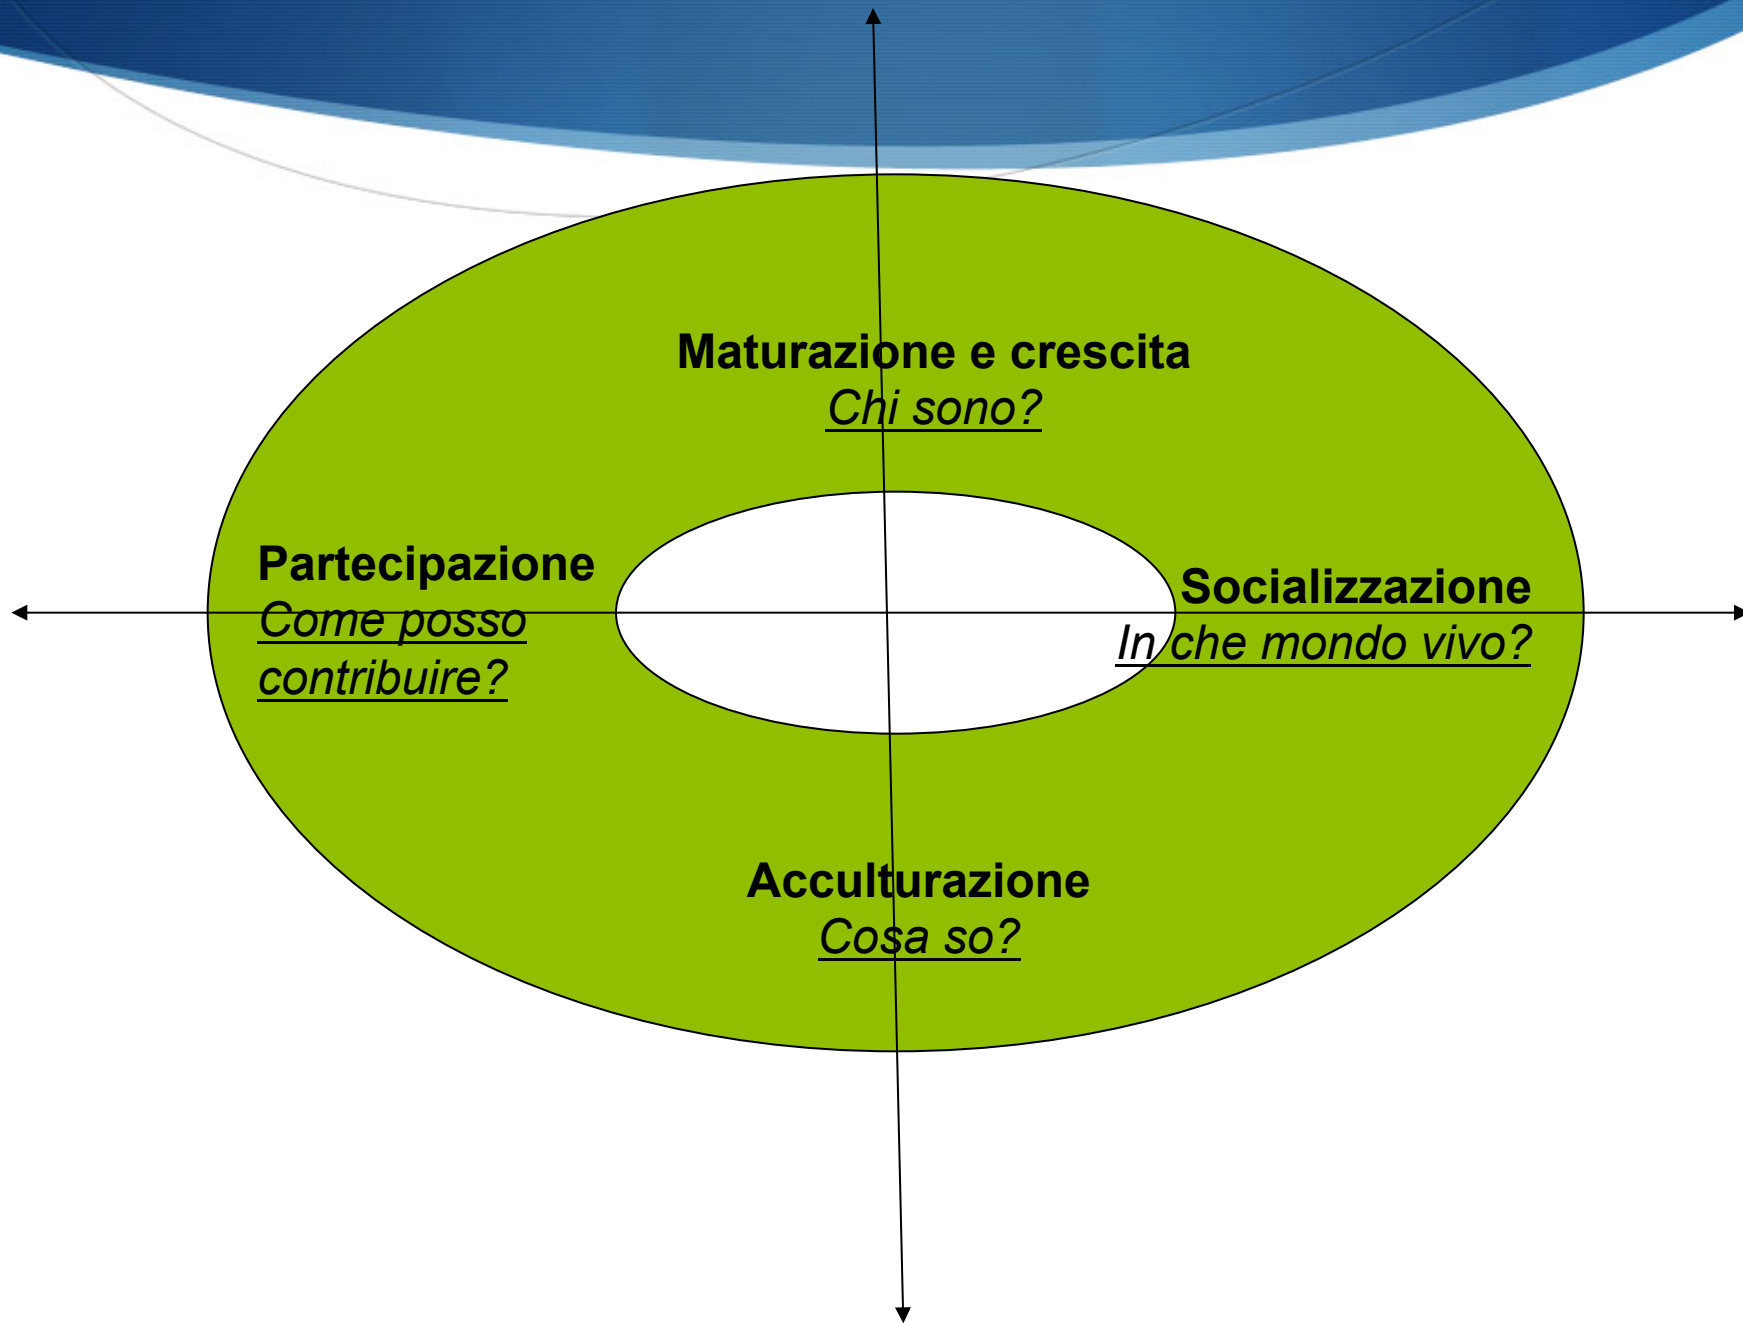 Maturazione e crescita
Chi sono?
Partecipazione
Come posso
contribuire?
Socializzazione
In che mondo vivo?
Acculturazione
Cosa so?